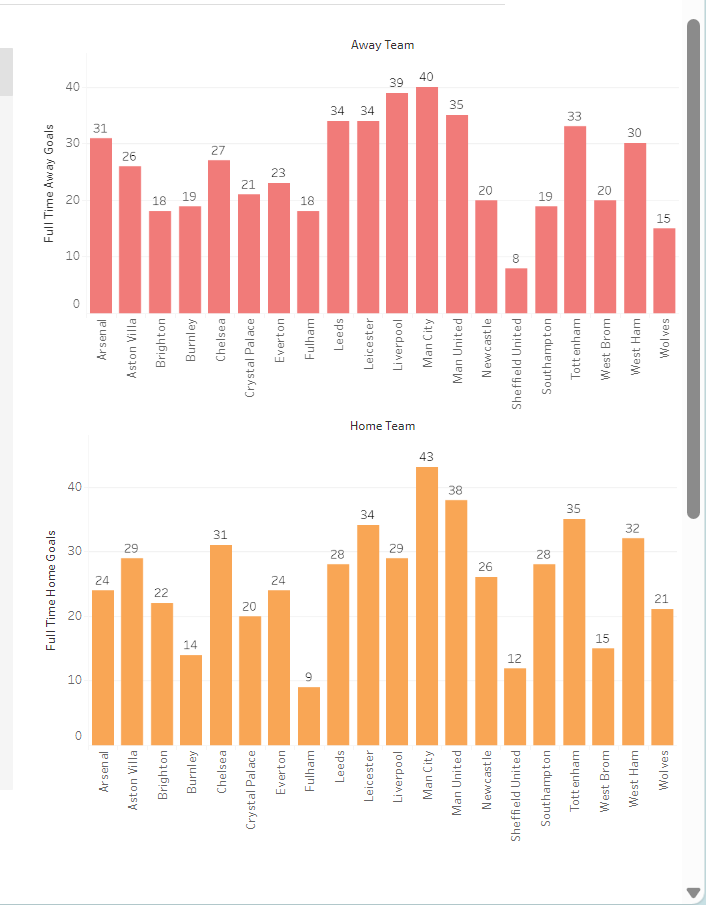 Away Team
Full Time Away Goals
40
30
20
10
0
31
26
18
19
27
21
23
18
34
34
39
40
35
20
8
19
33
20
30
15
Arsenal
Aston Villa
Brighton
Burnley
Chelsea
Crystal Palace
Everton
Fulham
Leeds
Leicester
Liverpool
Man City
Man United
Newcastle
Sheffield United
Southampton
Tottenham
West Brom
West Ham
Wolves
Home Team
Full Time Home Goals
40
30
20
10
0
24
29
22
14
31
20
24
9
28
34
29
43
38
26
12
28
35
15
32
21
Arsenal
Aston Villa
Brighton
Burnley
Chelsea
Crystal Palace
Everton
Fulham
Leeds
Leicester
Liverpool
Man City
Man United
Newcastle
Sheffield United
Southampton
Tottenham
West Brom
West Ham
Wolves